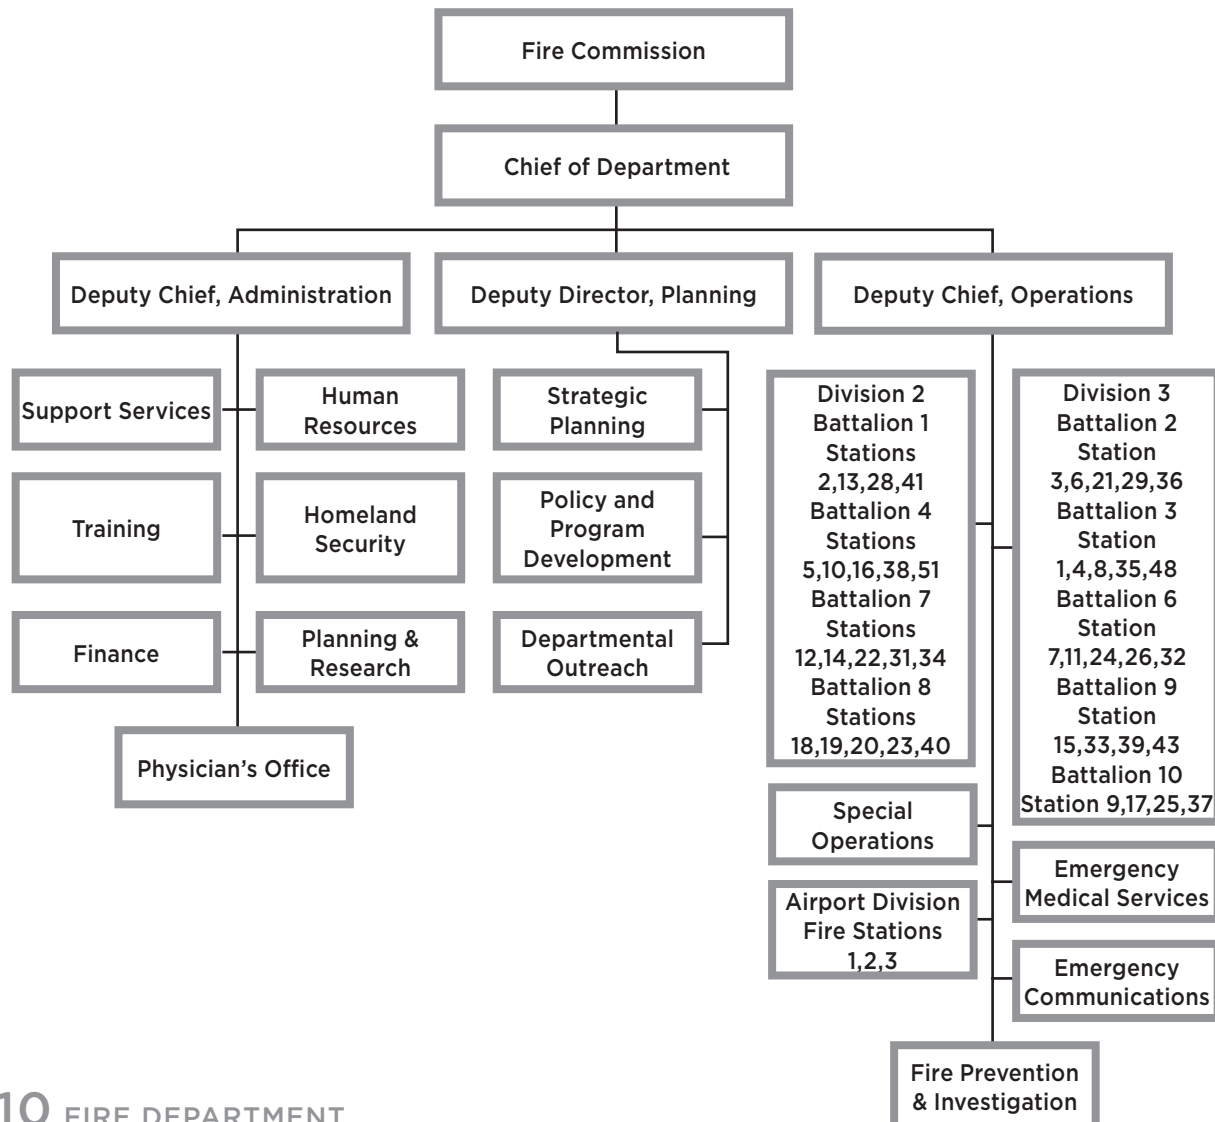 Fire Commission
Chief of Department
Deputy Chief, Administration
Deputy Director, Planning
Deputy Chief, Operations
Support Services
Human
Resources
Training
Homeland
Security
Finance
Planning &
Research
Physician's Office
Strategic
Planning
Policy and
Program
Development
Departmental
Outreach
Division 2
Battalion 1
Stations
2,13,28,41
Battalion 4
Stations
5,10,16,38,51
Battalion 7
Stations
12,14,22,31,34
Battalion 8
Stations
18,19,20,23,40
Division 3
Battalion 2
Station
3,6,21,29,36
Battalion 3
Station
1,4,8,35,48
Battalion 6
Station
7,11,24,26,32
Battalion 9
Station
15,33,39,43
Battalion 10
Station 9,17,25,37
Special
Operations
Emergency
Medical Services
Airport Division
Fire Stations
1,2,3
Emergency
Communications
Fire Prevention
& Investigation
10 FIRE DEPARTMENT